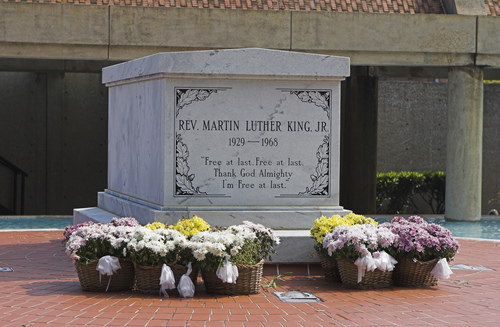 REV. MARTIN LUTHER KING, JR.
1929 — 1968
"Free at last. Free at last.
Thank God Almighty
I'm Free at last."